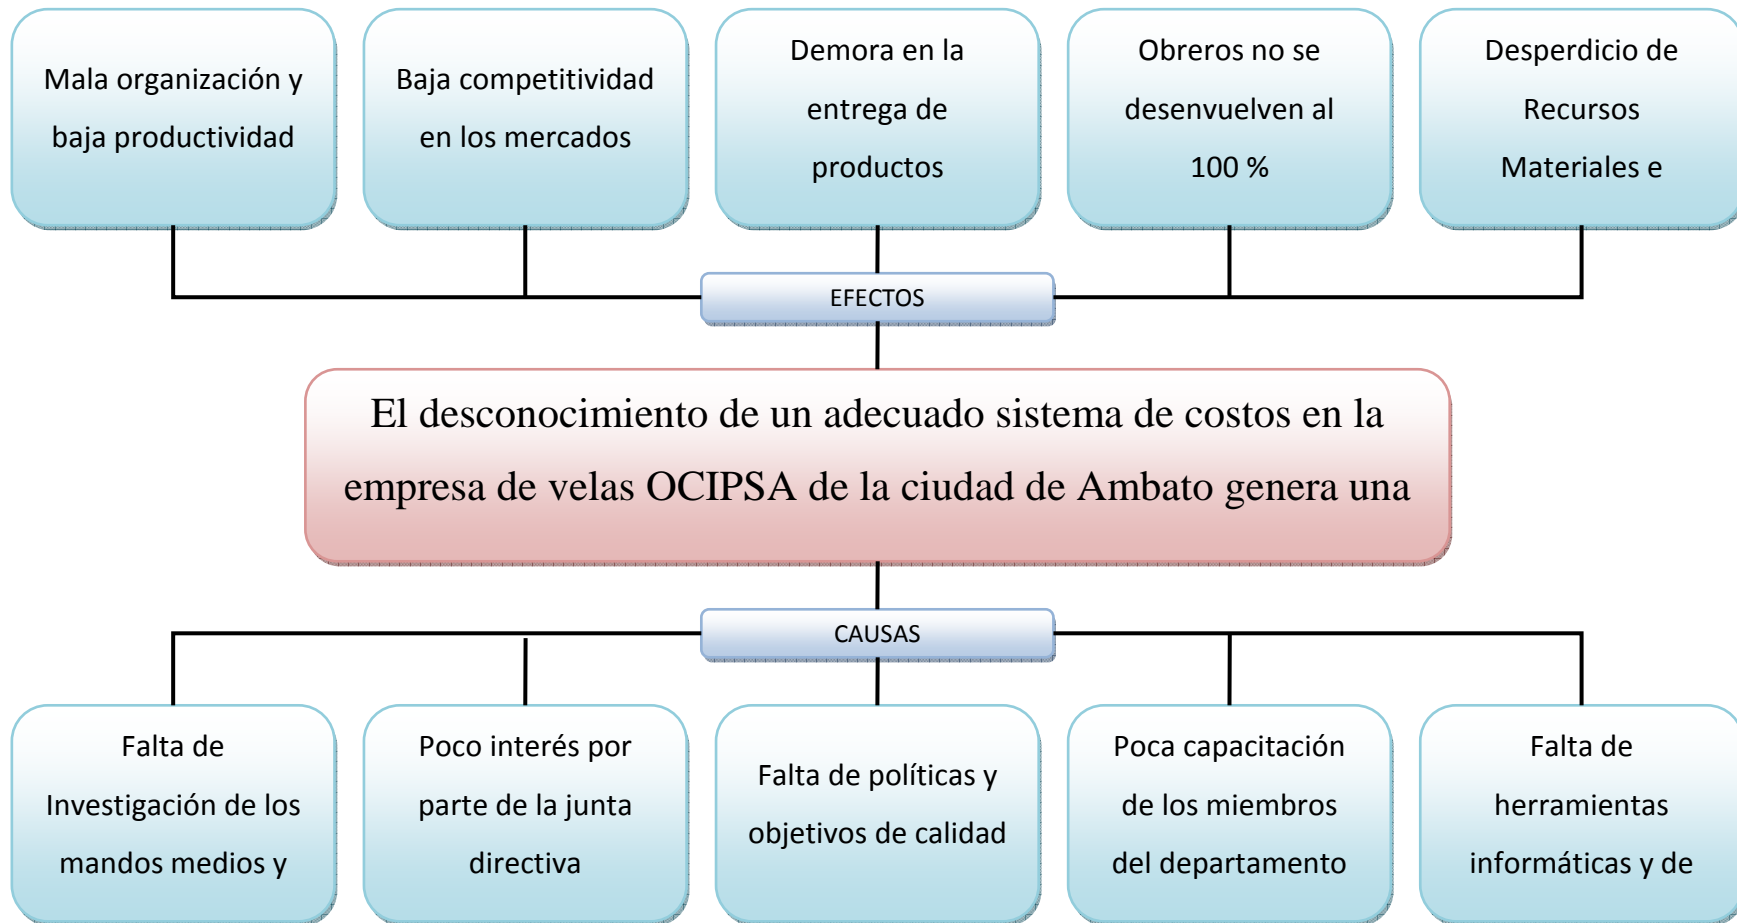 Mala organización y
baja productividad
Baja competitividad
en los mercados
Demora en la
entrega de
productos
Obreros no se
desenvuelven al
100 %
Desperdicio de
Recursos
Materiales e
EFECTOS
El desconocimiento de un adecuado sistema de costos en la
empresa de velas OCIPSA de la ciudad de Ambato genera una
CAUSAS
Falta de
Investigación de los
mandos medios y
Poco interés por
parte de la junta
directiva
Falta de políticas y
objetivos de calidad
Poca capacitación
de los miembros
del departamento
Falta de
herramientas
informáticas y de